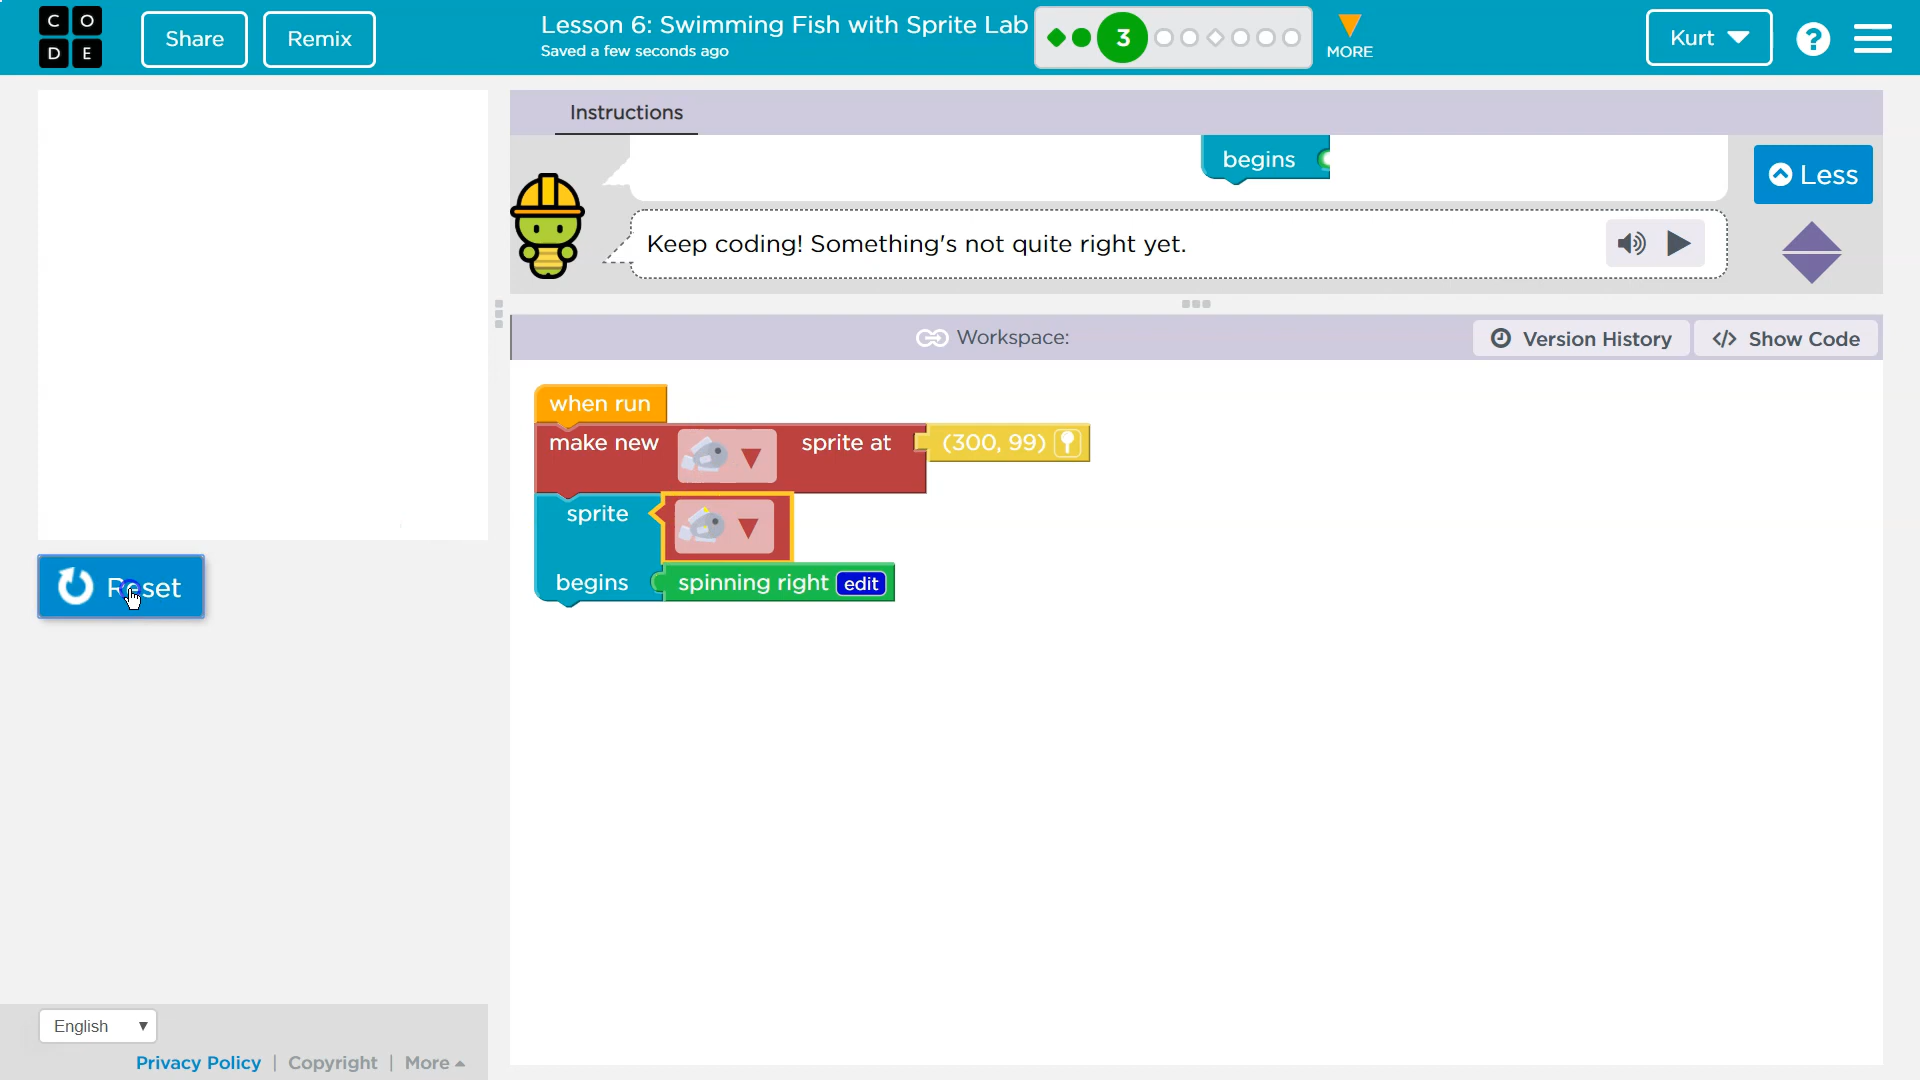 C O
D E
Share
Remix
Lesson 6: Swimming Fish with Sprite Lab
Saved a few seconds ago
3
MORE
Kurt
?
Instructions
begins
Less
Keep coding! Something's not quite right yet.
Workspace:
Version History
</> Show Code
when run
make new sprite at (300, 99)
sprite
begins spinning right edit
Reset
English
Privacy Policy | Copyright | More